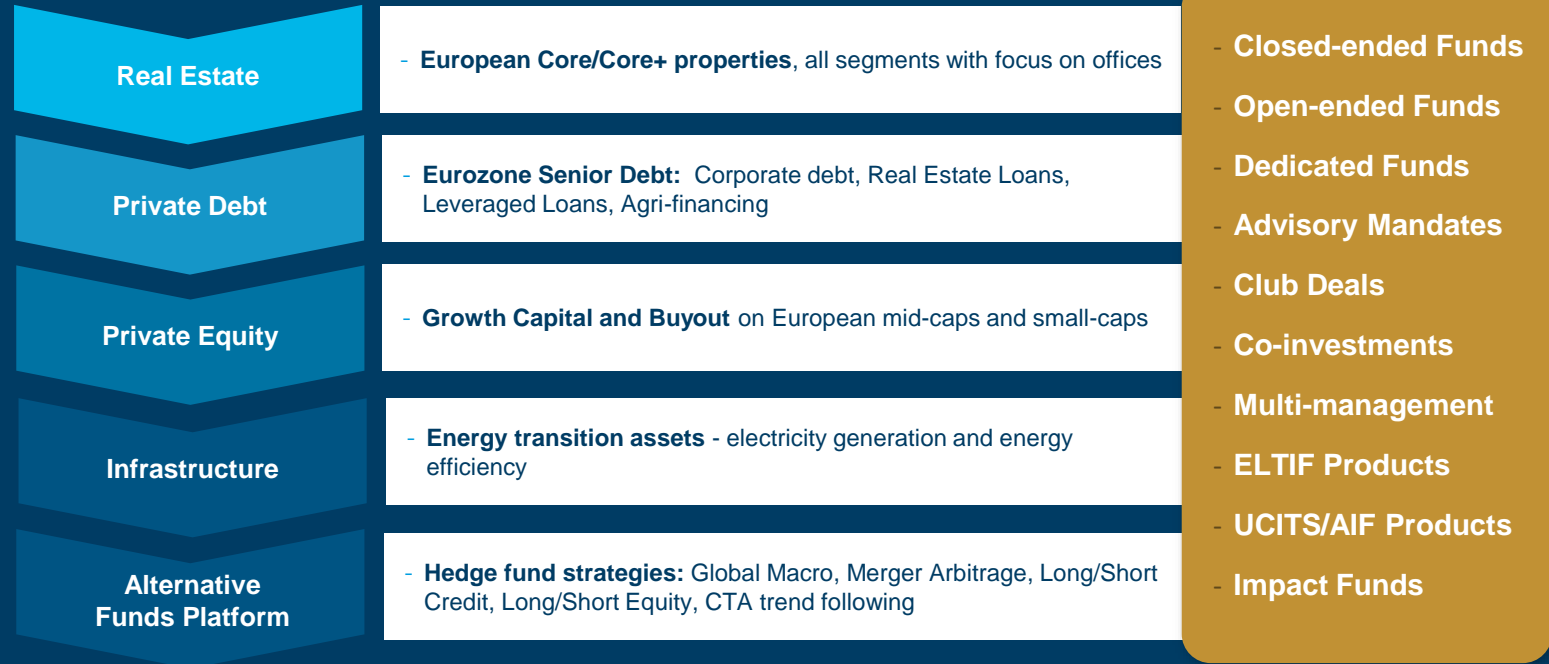 Real Estate
- European Core/Core+ properties, all segments with focus on offices
Private Debt
- Eurozone Senior Debt: Corporate debt, Real Estate Loans,
Leveraged Loans, Agri-financing
Private Equity
- Growth Capital and Buyout on European mid-caps and small-caps
Infrastructure
- Energy transition assets - electricity generation and energy
efficiency
Alternative
Funds Platform
- Hedge fund strategies: Global Macro, Merger Arbitrage, Long/Short
Credit, Long/Short Equity, CTA trend following
- Closed-ended Funds
- Open-ended Funds
- Dedicated Funds
- Advisory Mandates
- Club Deals
- Co-investments
- Multi-management
- ELTIF Products
- UCITS/AIF Products
- Impact Funds